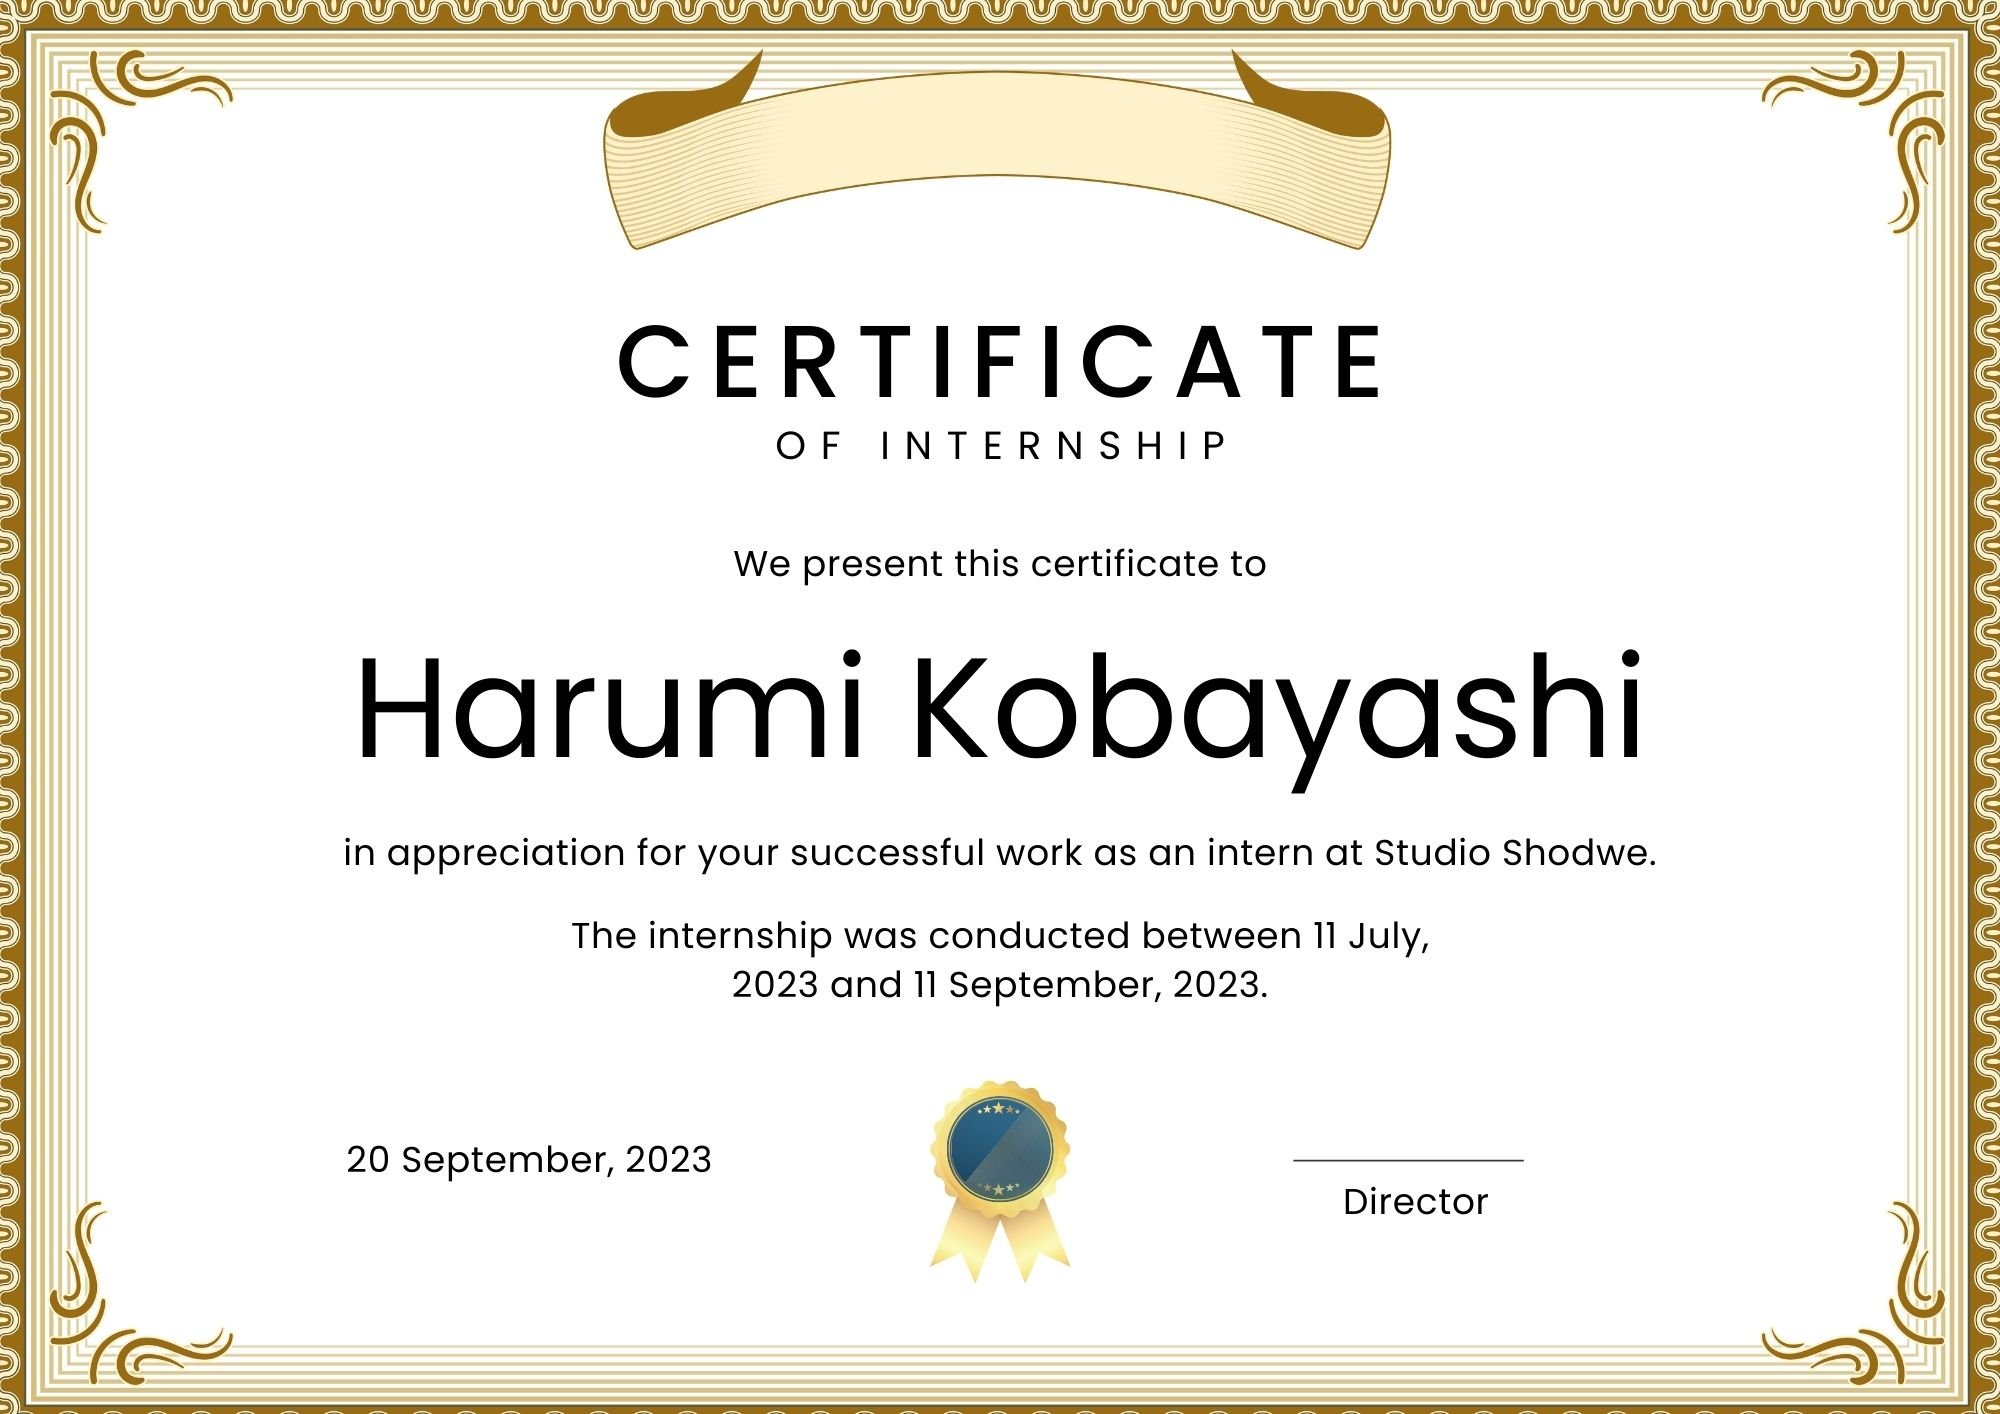 CERTIFICATE
OF INTERNSHIP
We present this certificate to
Harumi Kobayashi
in appreciation for your successful work as an intern at Studio Shodwe.
The internship was conducted between 11 July,
2023 and 11 September, 2023.
20 September, 2023
Director